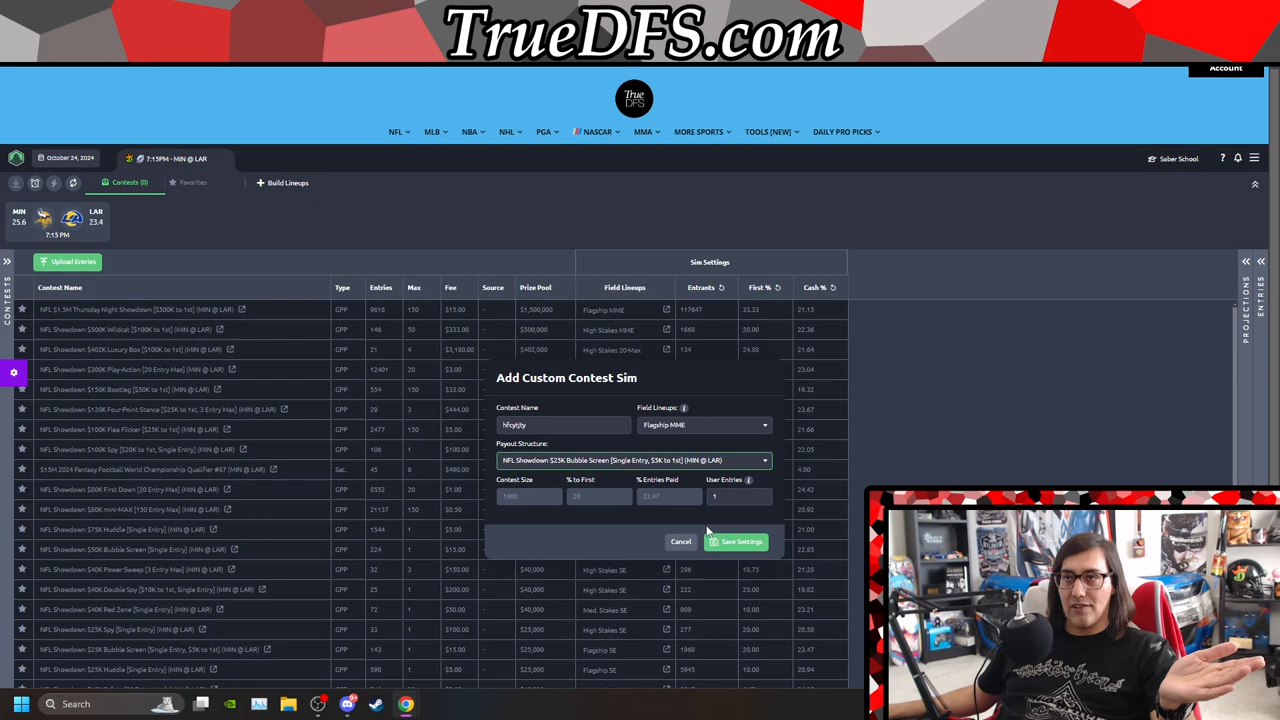 TrueDFS.com
Account
True
DFS
NFL MLB NBA NHL PGA NASCAR MMA MORE SPORTS TOOLS [NEW] DAILY PRO PICKS
October 24, 2024 7:15PM - MIN @ LAR Saber School ?
Contests (0) Favorites + Build Lineups
MIN LAR
25.6 23.4
7:15 PM
Upload Entries Sim Settings
Contest Name Type Entries Max Fee Source Prize Pool Field Lineups Entrants First % Cash %
NFL $1.5M Thursday Night Showdown [$300K to 1st] (MIN @ LAR) GPP 9616 150 $15.00 - $1,500,000 Flagship MME 117647 33.33 21.15
NFL Showdown $500K Wildcat [$100K to 1st] (MIN @ LAR) GPP 146 50 $333.00 - $500,000 High Stakes MME 1668 20.00 22.36
NFL Showdown $402K Luxury Box [$100K to 1st] (MIN @ LAR) GPP 21 4 $3,180.00 - $402,000 High Stakes 20-Max 134 24.88 21.64
NFL Showdown $300K Play-Action [20 Entry Max] (MIN @ LAR) GPP 12401 20 $3.00 23.04
NFL Showdown $150K Bootleg [$50K to 1st] (MIN @ LAR) GPP 554 150 $33.00 19.32
NFL Showdown $120K Four-Point Stance [$25K to 1st, 3 Entry Max] (MIN @ LAR) GPP 29 3 $444.00 23.67
NFL Showdown $100K Flea Flicker [$25K to 1st] (MIN @ LAR) GPP 2477 150 $5.00 21.00
NFL Showdown $100K Spy [$20K to 1st, Single Entry] (MIN @ LAR) GPP 143 1 $100.00
$15M 2024 Fantasy Football World Championship Qualifier #87 (MIN @ LAR) Sat. 45 6 $490.00 4.00
NFL Showdown $80K First Down [20 Entry Max] (MIN @ LAR) GPP 8552 20 $1.00
NFL Showdown $80K mini-MAX [150 Entry Max] (MIN @ LAR) GPP 21137 150 $0.50 20.92
NFL Showdown $75K Huddle [Single Entry] (MIN @ LAR) GPP 1544 1 $5.00 21.00
NFL Showdown $50K Bubble Screen [Single Entry] (MIN @ LAR) GPP 224 1 $15.00 22.85
NFL Showdown $40K Power Sweep [3 Entry Max] (MIN @ LAR) GPP 32 3 $150.00 - $40,000 High Stakes SE 296 18.75
NFL Showdown $40K Double Spy [$10K to 1st, Single Entry] (MIN @ LAR) GPP 25 1 $200.00 - $40,000 High Stakes SE 222 25.00 19.82
NFL Showdown $40K Red Zone [Single Entry] (MIN @ LAR) GPP 72 1 $50.00 - $40,000 Med. Stakes SE 909 10.00 23.21
NFL Showdown $25K Spy [Single Entry] (MIN @ LAR) GPP 33 1 $100.00 - $25,000 High Stakes SE 277 20.00 20.58
NFL Showdown $25K Bubble Screen [Single Entry, $5K to 1st] (MIN @ LAR) GPP 143 1 $15.00 - $25,000 Flagship SE 1960 20.00 23.47
NFL Showdown $25K Huddle [Single Entry] (MIN @ LAR) GPP 590 1 $5.00 - $25,000 Flagship SE 5945 10.00 20.94
Add Custom Contest Sim
Contest Name Field Lineups:
hfcytjty Flagship MME
Payout Structure:
NFL Showdown $25K Bubble Screen [Single Entry, $5K to 1st] (MIN @ LAR)
Contest Size % to First % Entries Paid User Entries
1960 20 23.47 1
Cancel Save Settings
CONTESTS
PROJECTIONS
ENTRIES
Search
9+